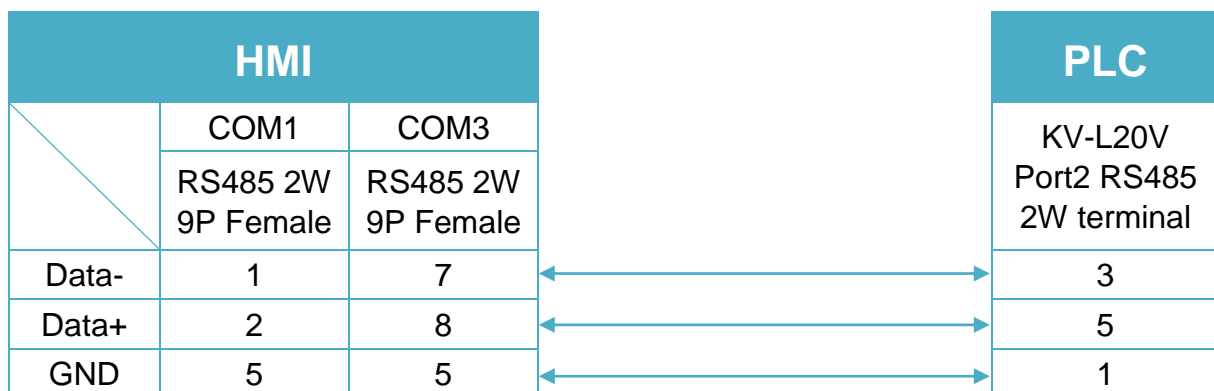 HMI PLC
COM1 COM3
RS485 2W RS485 2W
9P Female 9P Female
KV-L20V
Port2 RS485
2W terminal
Data- 1 7 3
Data+ 2 8 5
GND 5 5 1